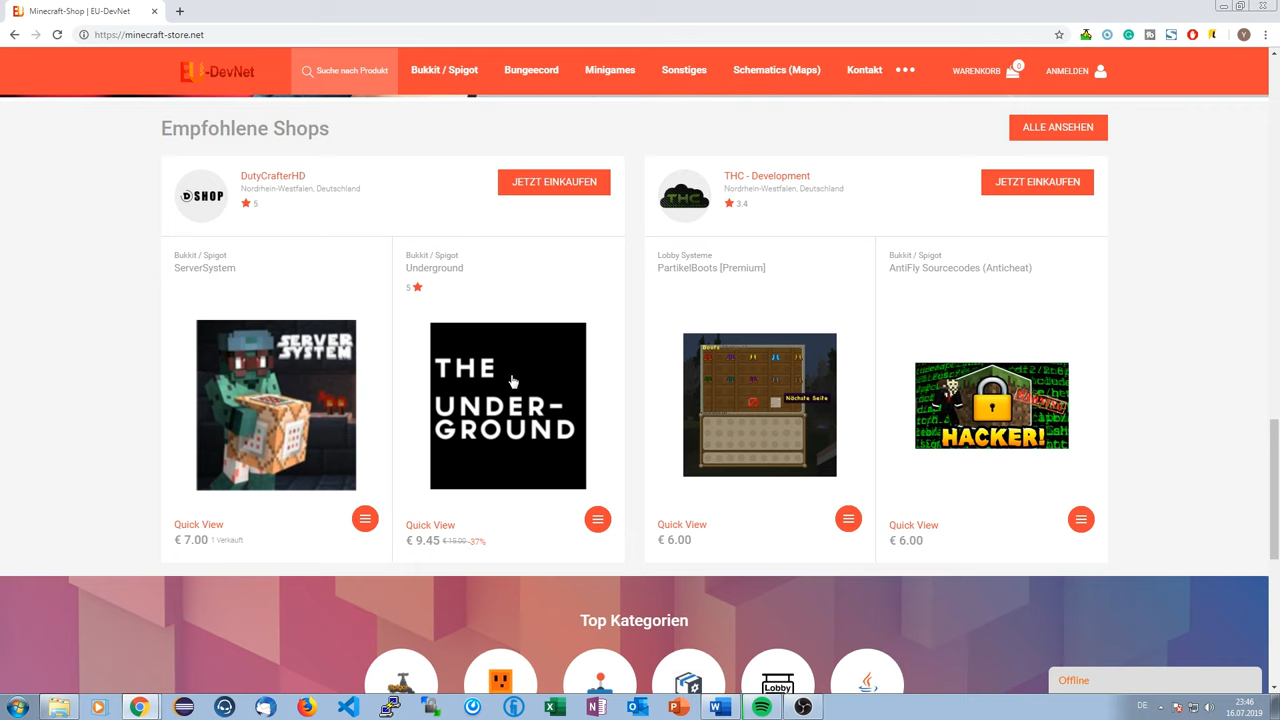 Minecraft-Shop | EU-DevNet
https://minecraft-store.net
EU-DevNet
Suche nach Produkt
Bukkit / Spigot
Bungeecord
Minigames
Sonstiges
Schematics (Maps)
Kontakt
WARENKORB
0
ANMELDEN
Empfohlene Shops
ALLE ANSEHEN
DutyCrafterHD
Nordrhein-Westfalen, Deutschland
5
JETZT EINKAUFEN
SHOP
THC - Development
Nordrhein-Westfalen, Deutschland
3.4
JETZT EINKAUFEN
THC
Bukkit / Spigot
ServerSystem
Bukkit / Spigot
Underground
5
Lobby Systeme
PartikelBoots [Premium]
Bukkit / Spigot
AntiFly Sourcecodes (Anticheat)
SERVER
SYSTEM
THE
UNDER-
GROUND
Boots
Nächste Seite
HACKER!
Quick View
€ 7.00 1 Verkauft
Quick View
€ 9.45 € 15.00 -37%
Quick View
€ 6.00
Quick View
€ 6.00
Top Kategorien
Lobby
Offline
DE
23:46
16.07.2019